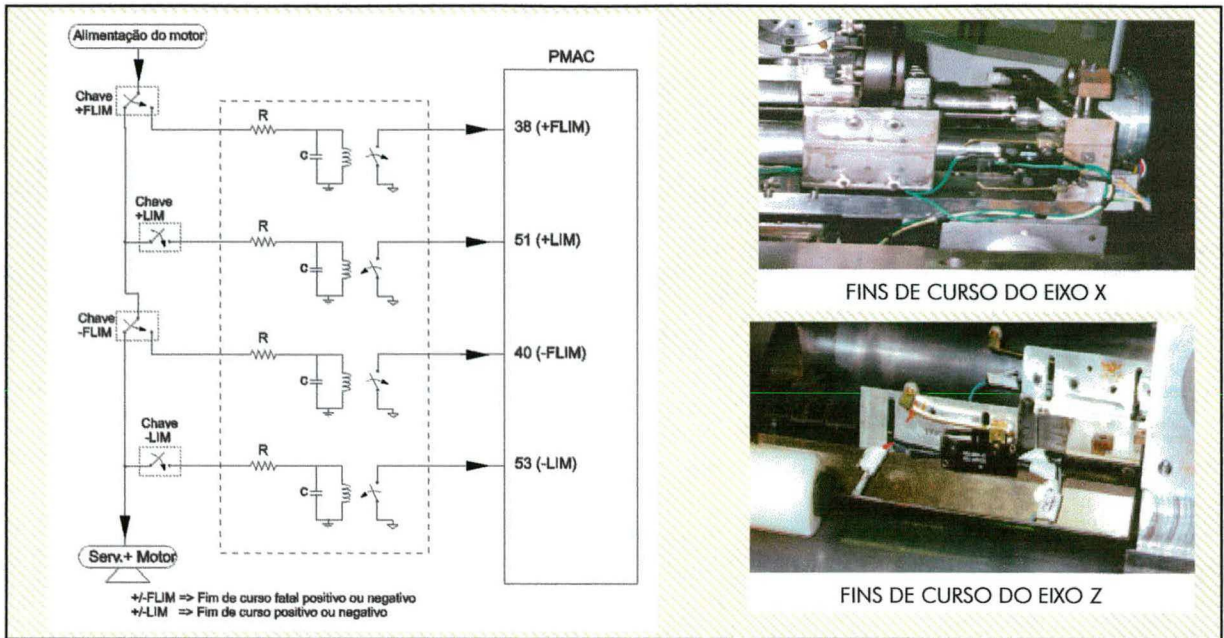 Alimentação do motor
PMAC
Chave
+FLIM
R
C
38 (+FLIM)
Chave
+LIM
R
C
51 (+LIM)
Chave
-FLIM
R
C
40 (-FLIM)
Chave
-LIM
R
C
53 (-LIM)
Serv.+ Motor
+/-FLIM => Fim de curso fatal positivo ou negativo
+/-LIM => Fim de curso positivo ou negativo
FINS DE CURSO DO EIXO X
FINS DE CURSO DO EIXO Z